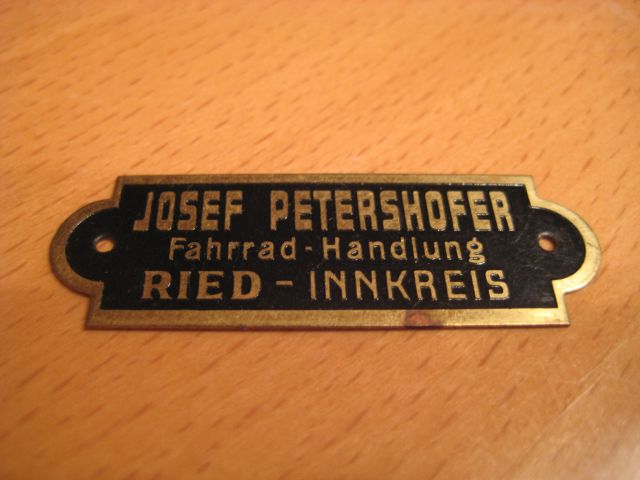 JOSEF PETERSHOFER
Fahrrad-Handlung
RIED - INNKREIS